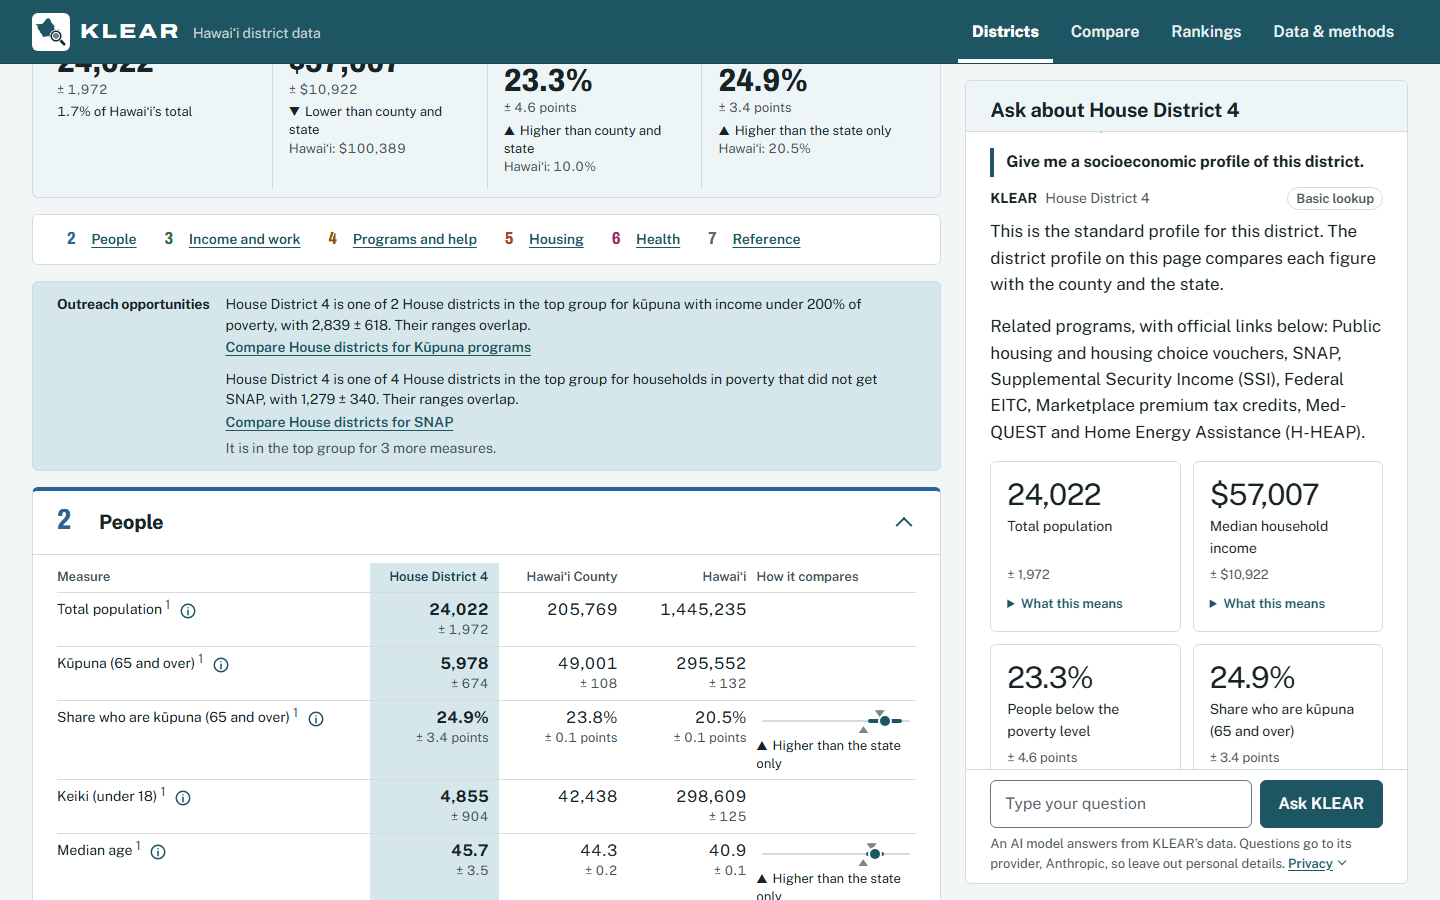 KLEAR Hawaiʻi district data
Districts Compare Rankings Data & methods
24,022
± 1,972
1.7% of Hawaiʻi's total
$57,007
± $10,922
▼ Lower than county and
state
Hawaiʻi: $100,389
23.3%
± 4.6 points
▲ Higher than county and
state
Hawaiʻi: 10.0%
24.9%
± 3.4 points
▲ Higher than the state only
Hawaiʻi: 20.5%
2 People 3 Income and work 4 Programs and help 5 Housing 6 Health 7 Reference
Outreach opportunities
House District 4 is one of 2 House districts in the top group for kūpuna with income under 200% of
poverty, with 2,839 ± 618. Their ranges overlap.
Compare House districts for Kūpuna programs
House District 4 is one of 4 House districts in the top group for households in poverty that did not get
SNAP, with 1,279 ± 340. Their ranges overlap.
Compare House districts for SNAP
It is in the top group for 3 more measures.
2 People
Measure House District 4 Hawaiʻi County Hawaiʻi How it compares
Total population 1 24,022 205,769 1,445,235
± 1,972
Kūpuna (65 and over) 1 5,978 49,001 295,552
± 674 ± 108 ± 132
Share who are kūpuna (65 and over) 1 24.9% 23.8% 20.5%
± 3.4 points ± 0.1 points ± 0.1 points
▲ Higher than the state
only
Keiki (under 18) 1 4,855 42,438 298,609
± 904 ± 125
Median age 1 45.7 44.3 40.9
± 3.5 ± 0.2 ± 0.1
▲ Higher than the state
only
Ask about House District 4
Give me a socioeconomic profile of this district.
KLEAR House District 4 Basic lookup
This is the standard profile for this district. The
district profile on this page compares each figure
with the county and the state.
Related programs, with official links below: Public
housing and housing choice vouchers, SNAP,
Supplemental Security Income (SSI), Federal
EITC, Marketplace premium tax credits, Med-
QUEST and Home Energy Assistance (H-HEAP).
24,022
Total population
± 1,972
▶ What this means
$57,007
Median household
income
± $10,922
▶ What this means
23.3%
People below the
poverty level
± 4.6 points
24.9%
Share who are kūpuna
(65 and over)
± 3.4 points
Type your question
Ask KLEAR
An AI model answers from KLEAR's data. Questions go to its
provider, Anthropic, so leave out personal details. Privacy